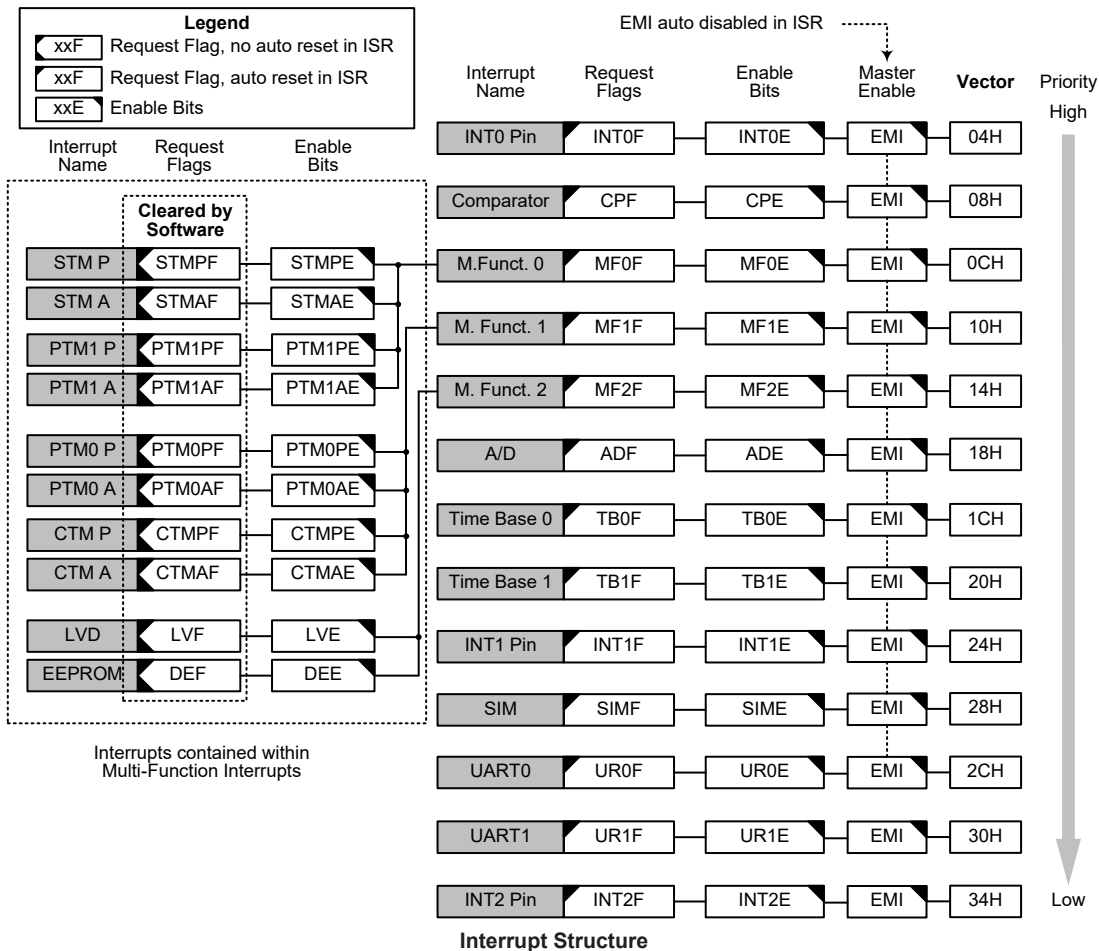 Legend
xxF Request Flag, no auto reset in ISR
xxF Request Flag, auto reset in ISR
xxE Enable Bits
Interrupt Name
Request Flags
Enable Bits
Cleared by
Software
STM P STMPF STMPE
STM A STMAF STMAE
PTM1 P PTM1PF PTM1PE
PTM1 A PTM1AF PTM1AE
PTM0 P PTM0PF PTM0PE
PTM0 A PTM0AF PTM0AE
CTM P CTMPF CTMPE
CTM A CTMAF CTMAE
LVD LVF LVE
EEPROM DEF DEE
Interrupts contained within
Multi-Function Interrupts
EMI auto disabled in ISR
Interrupt Name
Request Flags
Enable Bits
Master Enable
Vector
Priority
High
INT0 Pin INT0F INT0E EMI 04H
Comparator CPF CPE EMI 08H
M.Funct. 0 MF0F MF0E EMI 0CH
M. Funct. 1 MF1F MF1E EMI 10H
M. Funct. 2 MF2F MF2E EMI 14H
A/D ADF ADE EMI 18H
Time Base 0 TB0F TB0E EMI 1CH
Time Base 1 TB1F TB1E EMI 20H
INT1 Pin INT1F INT1E EMI 24H
SIM SIMF SIME EMI 28H
UART0 UR0F UR0E EMI 2CH
UART1 UR1F UR1E EMI 30H
INT2 Pin INT2F INT2E EMI 34H
Low
Interrupt Structure